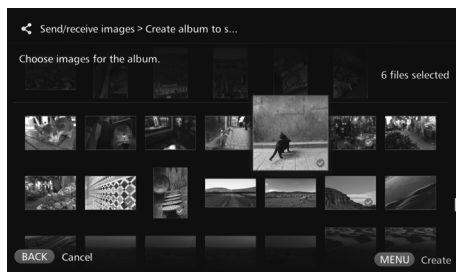 Send/receive images > Create album to s...
Choose images for the album.
6 files selected
BACK Cancel
MENU Create